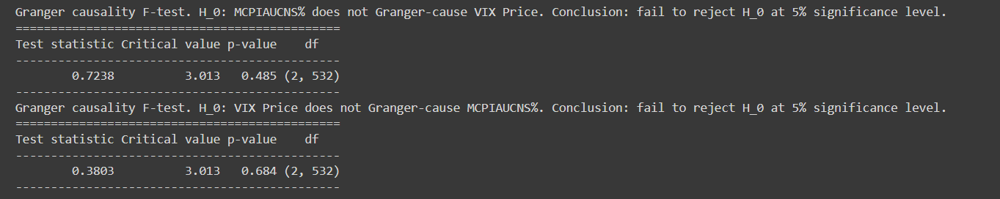 Granger causality F-test. H_0: MCPIAUCNS% does not Granger-cause VIX Price. Conclusion: fail to reject H_0 at 5% significance level.
==============================================
Test statistic Critical value p-value    df
----------------------------------------------
        0.7238          3.013   0.485 (2, 532)
----------------------------------------------
Granger causality F-test. H_0: VIX Price does not Granger-cause MCPIAUCNS%. Conclusion: fail to reject H_0 at 5% significance level.
==============================================
Test statistic Critical value p-value    df
----------------------------------------------
        0.3803          3.013   0.684 (2, 532)
----------------------------------------------